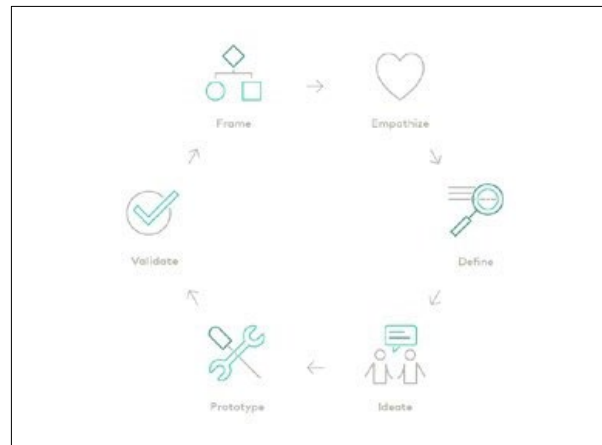 Frame
Empathize
Define
Ideate
Prototype
Validate